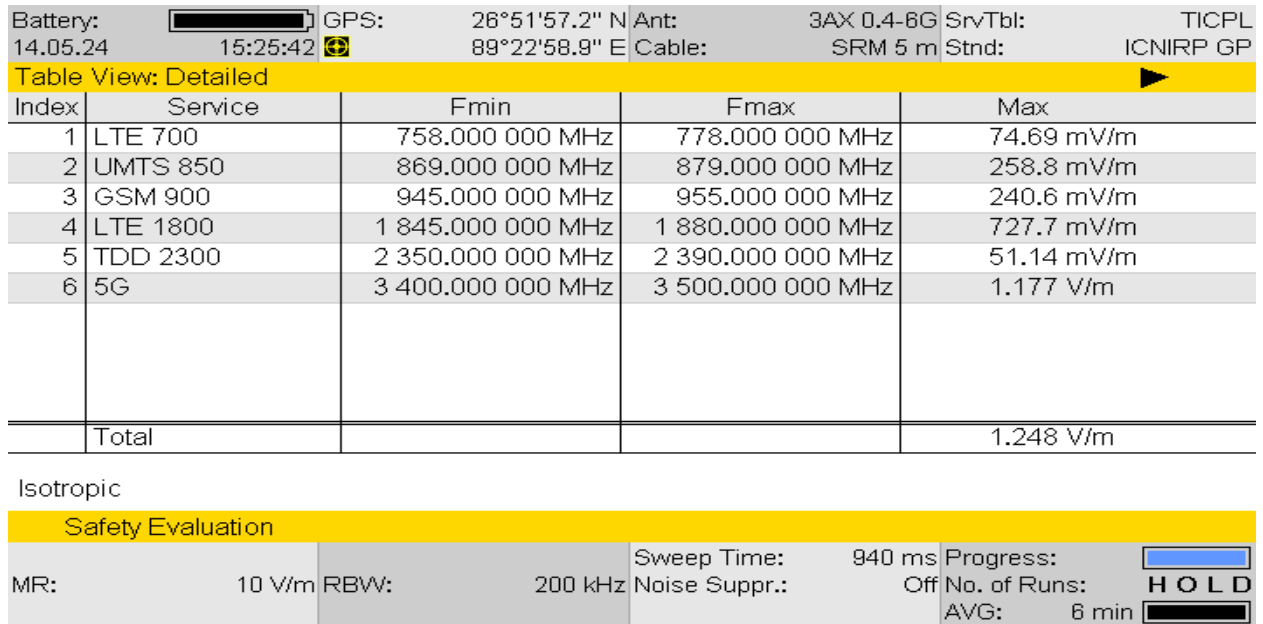 Battery: GPS: 26°51'57.2" N Ant: 3AX 0.4-6G SrvTbl: TICPL
14.05.24 15:25:42 89°22'58.9" E Cable: SRM 5 m Stnd: ICNIRP GP
Table View: Detailed
Index Service Fmin Fmax Max
1 LTE 700 758.000 000 MHz 778.000 000 MHz 74.69 mV/m
2 UMTS 850 869.000 000 MHz 879.000 000 MHz 258.8 mV/m
3 GSM 900 945.000 000 MHz 955.000 000 MHz 240.6 mV/m
4 LTE 1800 1 845.000 000 MHz 1 880.000 000 MHz 727.7 mV/m
5 TDD 2300 2 350.000 000 MHz 2 390.000 000 MHz 51.14 mV/m
6 5G 3 400.000 000 MHz 3 500.000 000 MHz 1.177 V/m
Total 1.248 V/m
Isotropic
Safety Evaluation
Sweep Time: 940 ms Progress:
MR: 10 V/m RBW: 200 kHz Noise Suppr.: Off No. of Runs: HOLD
AVG: 6 min